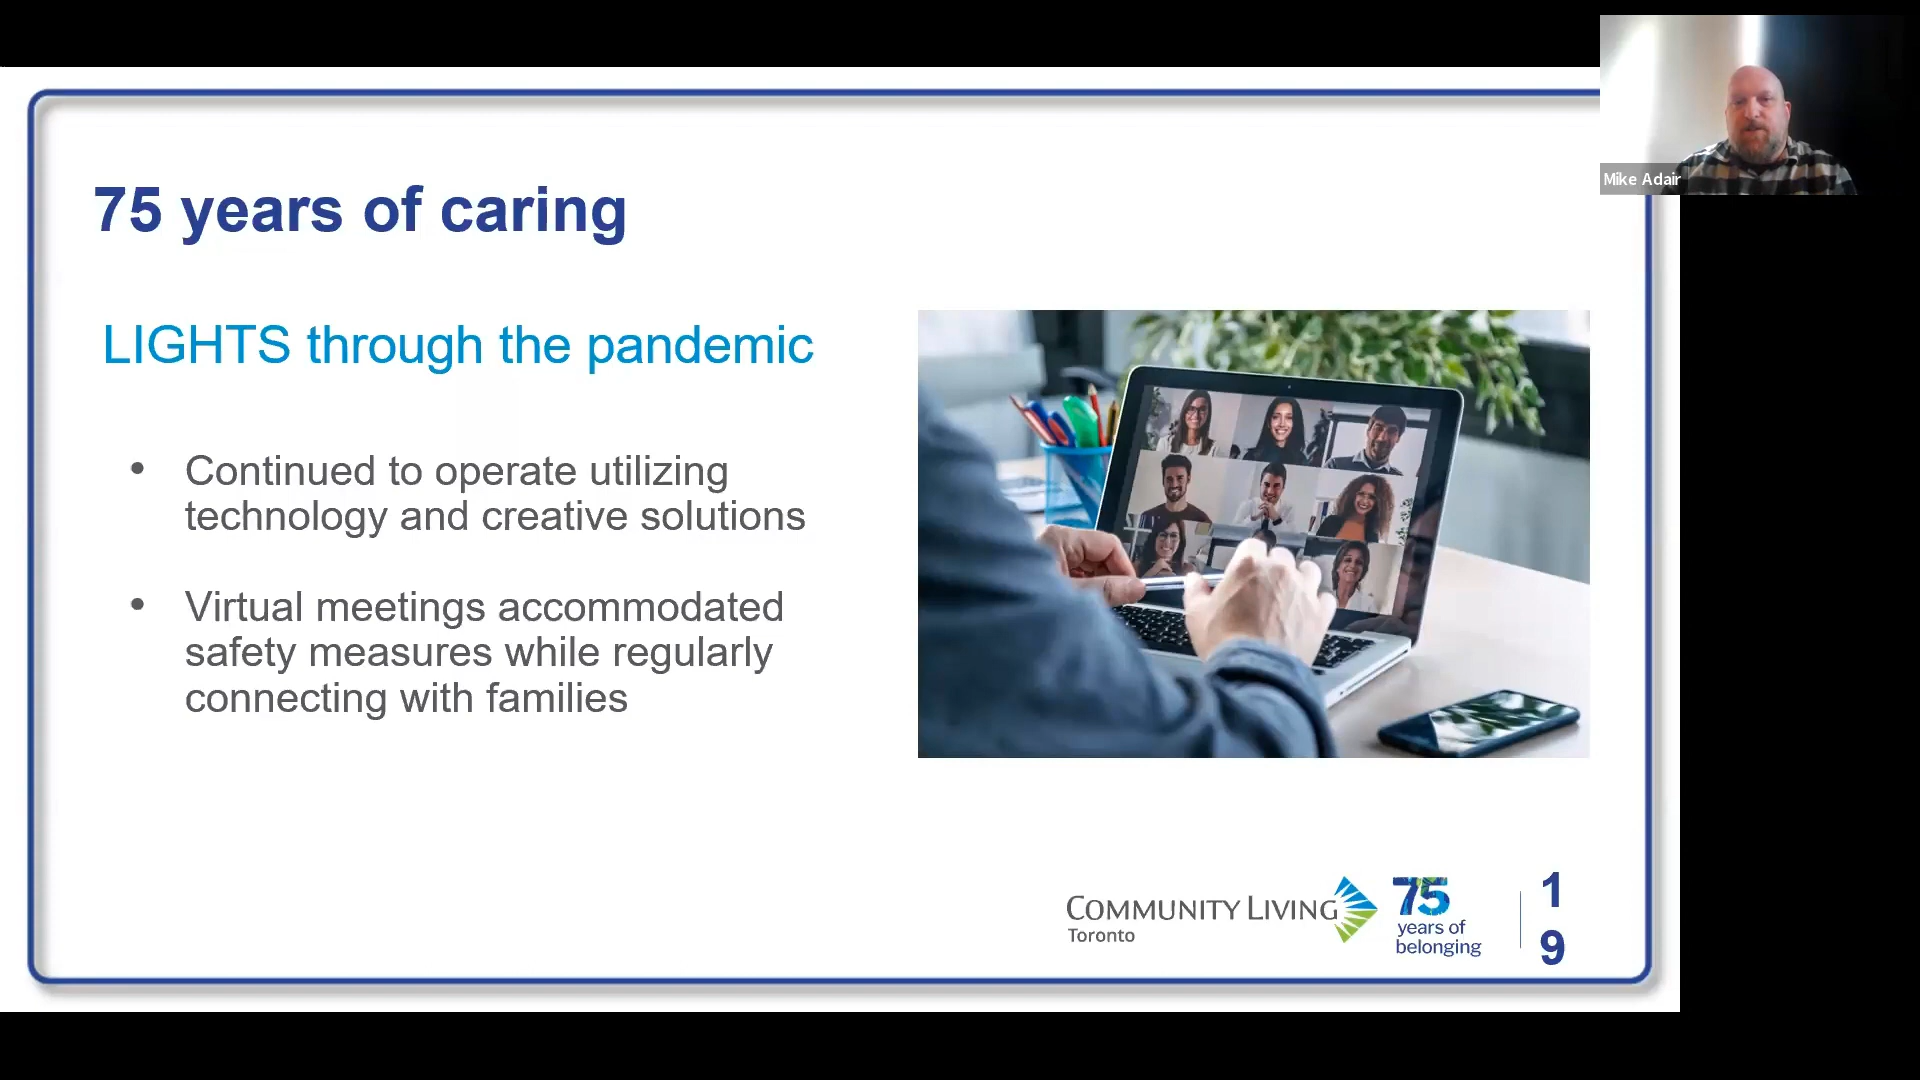 Mike Adair
75 years of caring
LIGHTS through the pandemic
• Continued to operate utilizing
technology and creative solutions
• Virtual meetings accommodated
safety measures while regularly
connecting with families
COMMUNITY LIVING
Toronto
75
years of
belonging
1
9